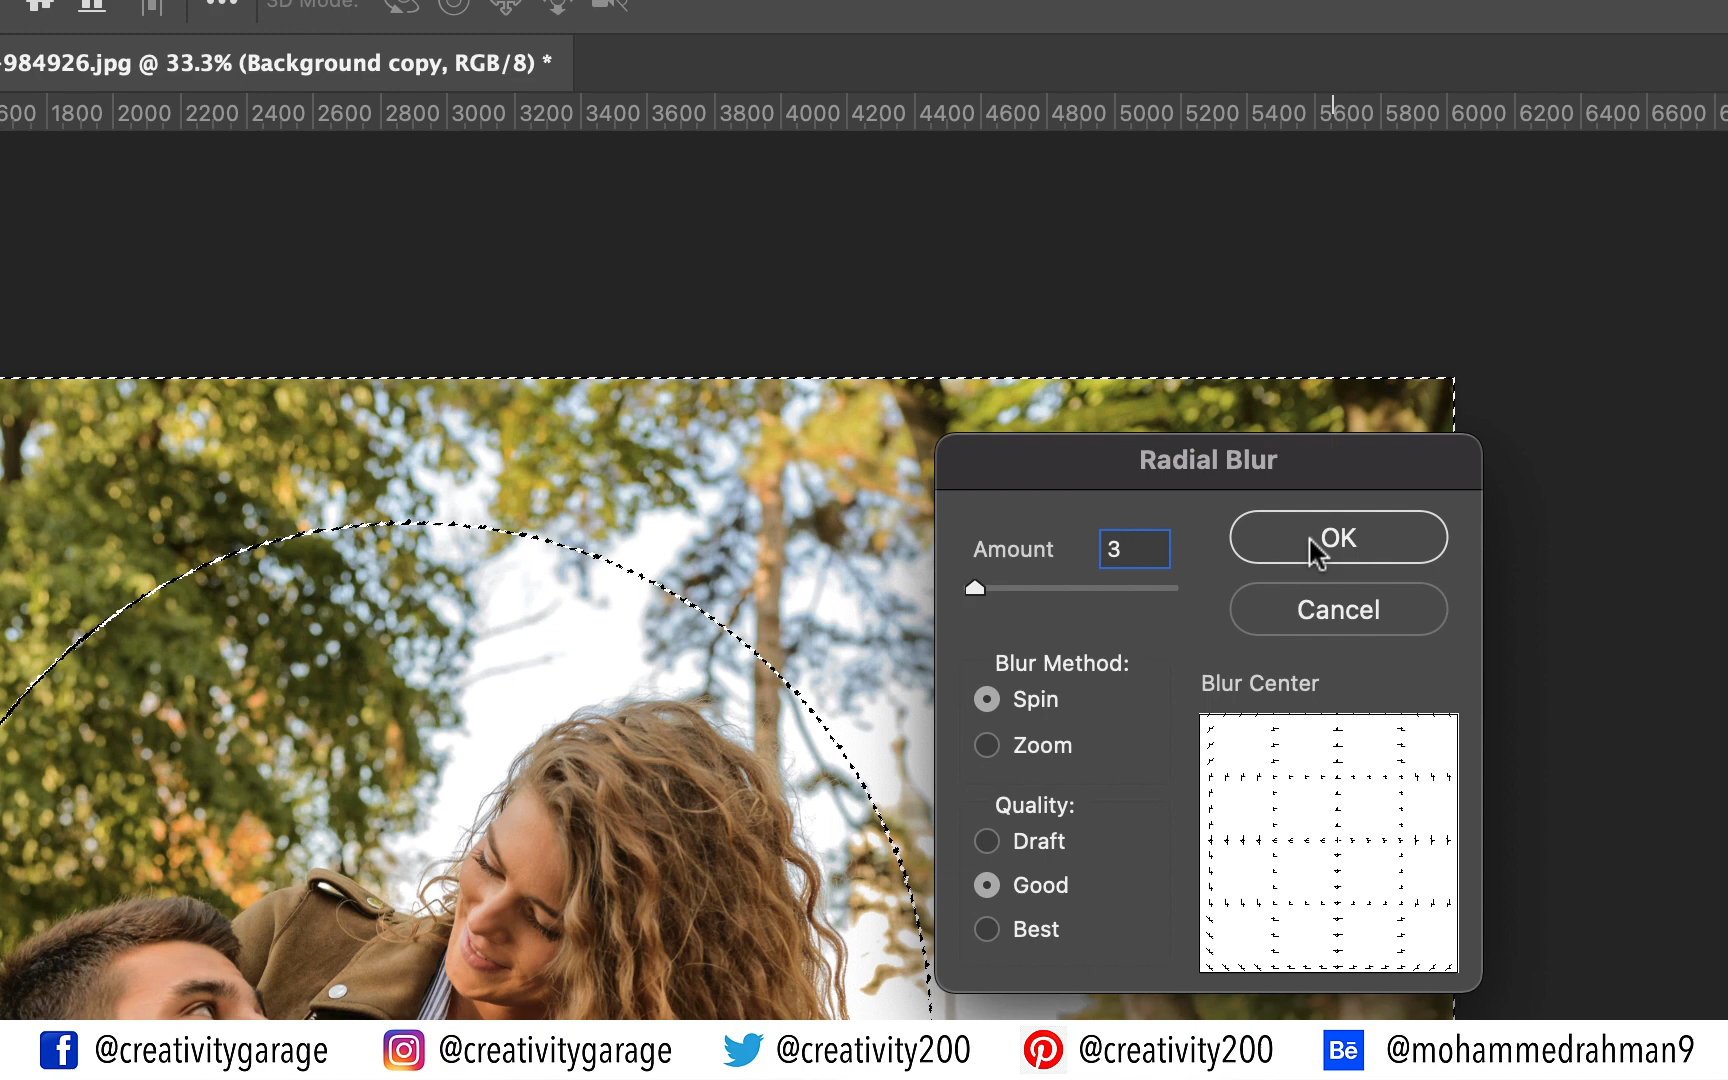 3D Mode:
-984926.jpg @ 33.3% (Background copy, RGB/8) *
600 1800 2000 2200 2400 2600 2800 3000 3200 3400 3600 3800 4000 4200 4400 4600 4800 5000 5200 5400 5600 5800 6000 6200 6400 6600 6
Radial Blur
Amount 3 OK
Cancel
Blur Method:
Spin
Zoom
Blur Center
Quality:
Draft
Good
Best
@creativitygarage @creativitygarage @creativity200 @creativity200 Bē @mohammedrahman9